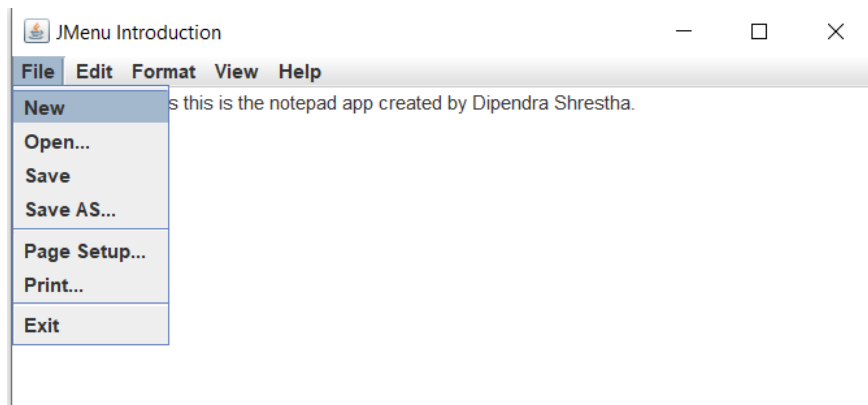 JMenu Introduction
File Edit Format View Help
s this is the notepad app created by Dipendra Shrestha.
New
Open...
Save
Save AS...
Page Setup...
Print...
Exit